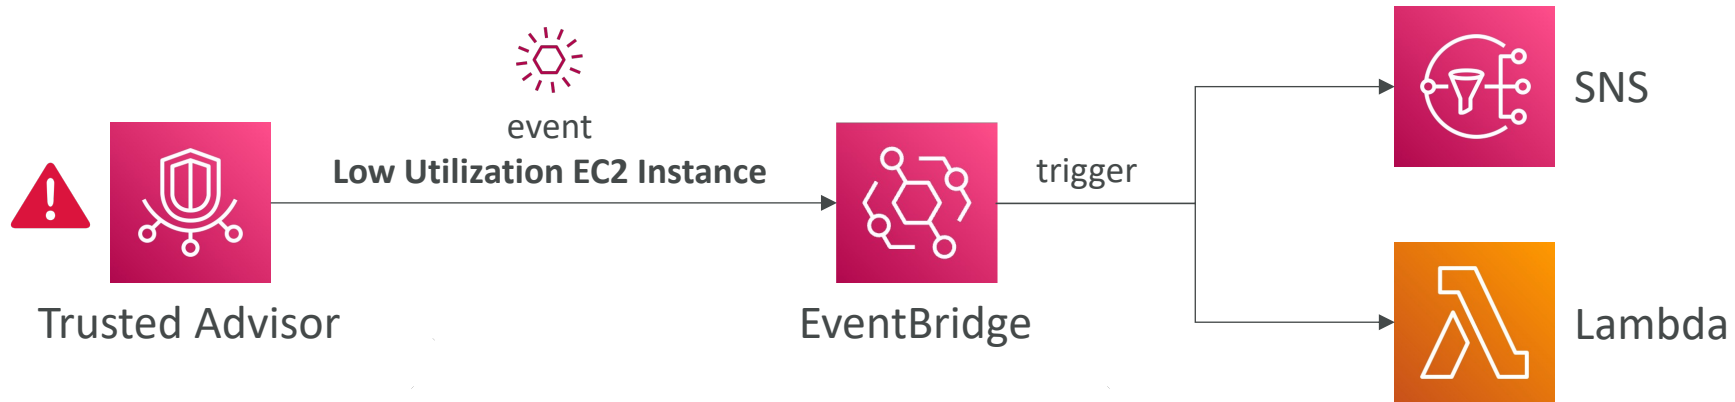 event
Low Utilization EC2 Instance
trigger
SNS
Trusted Advisor
EventBridge
Lambda